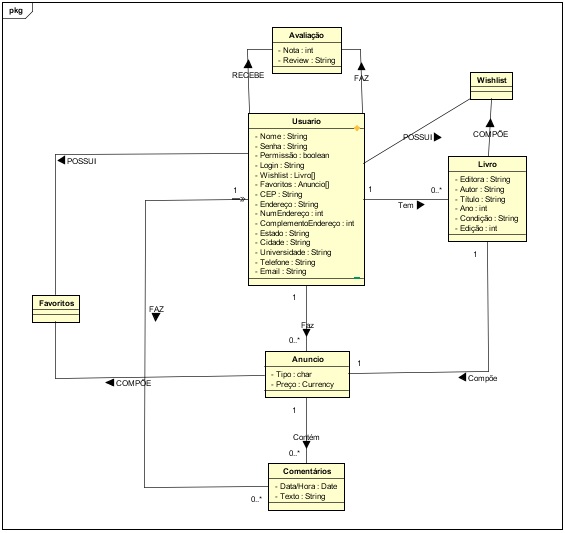 pkg
Avaliação
- Nota : int
- Review : String
RECEBE
FAZ
Wishlist
POSSUI
COMPÕE
Usuario
- Nome : String
- Senha : String
- Permissão : boolean
- Login : String
- Wishlist : Livro[]
- Favoritos : Anuncio[]
- CEP : String
- Endereço : String
- NumEndereço : int
- ComplementoEndereço : int
- Estado : String
- Cidade : String
- Universidade : String
- Telefone : String
- Email : String
Livro
- Editora : String
- Autor : String
- Título : String
- Ano : int
- Condição : String
- Edição : int
POSSUI
1
1
0..*
Tem
1
1
Favoritos
FAZ
Faz
0..*
Anuncio
- Tipo : char
- Preço : Currency
1
COMPÕE
Compõe
1
Contém
0..*
Comentários
- Data/Hora : Date
- Texto : String
0..*